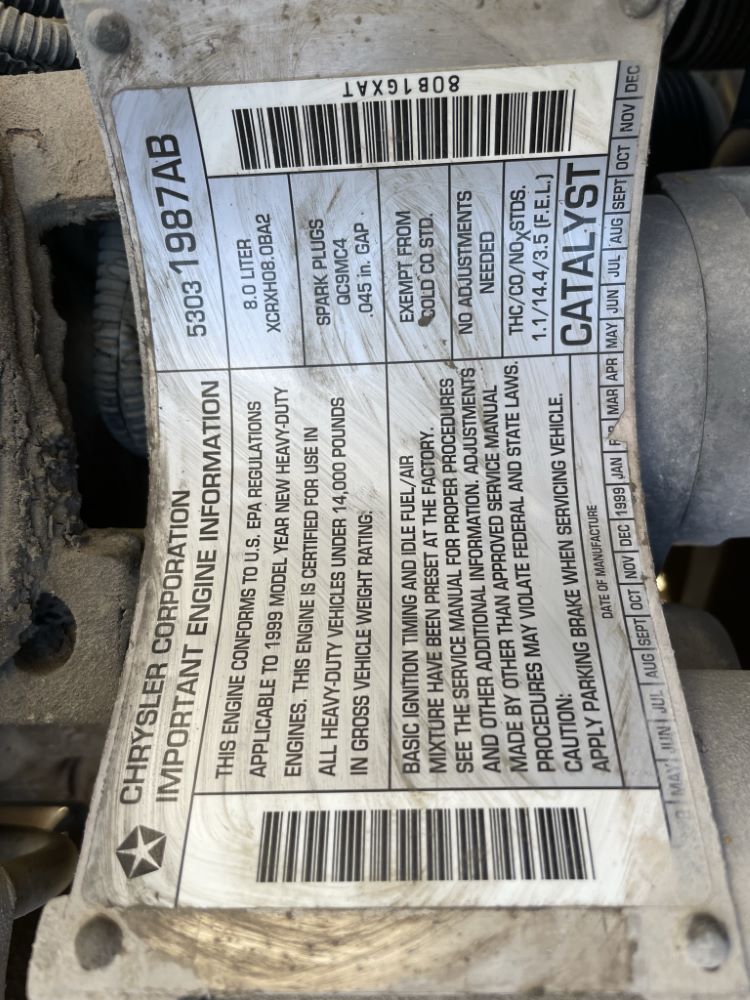 CHRYSLER CORPORATION
IMPORTANT ENGINE INFORMATION
53031987AB
THIS ENGINE CONFORMS TO U.S. EPA REGULATIONS
APPLICABLE TO 1999 MODEL YEAR NEW HEAVY-DUTY
ENGINES. THIS ENGINE IS CERTIFIED FOR USE IN
ALL HEAVY-DUTY VEHICLES UNDER 14,000 POUNDS
IN GROSS VEHICLE WEIGHT RATING.
8.0 LITER
XCRXH08.0BA2
SPARK PLUGS
QC9MC4
.045 in. GAP
BASIC IGNITION TIMING AND IDLE FUEL/AIR
MIXTURE HAVE BEEN PRESET AT THE FACTORY.
SEE THE SERVICE MANUAL FOR PROPER PROCEDURES
AND OTHER ADDITIONAL INFORMATION. ADJUSTMENTS
MADE BY OTHER THAN APPROVED SERVICE MANUAL
PROCEDURES MAY VIOLATE FEDERAL AND STATE LAWS.
CAUTION:
APPLY PARKING BRAKE WHEN SERVICING VEHICLE.
EXEMPT FROM
COLD CO STD.
NO ADJUSTMENTS
NEEDED
THC/CO/NOx STDS.
1.1/14.4/3.5 (F.E.L.)
CATALYST
DATE OF MANUFACTURE
MAY JUN JUL AUG SEPT OCT NOV DEC 1999 JAN MAR APR MAY JUN JUL AUG SEPT OCT NOV DEC
80B1GXAT